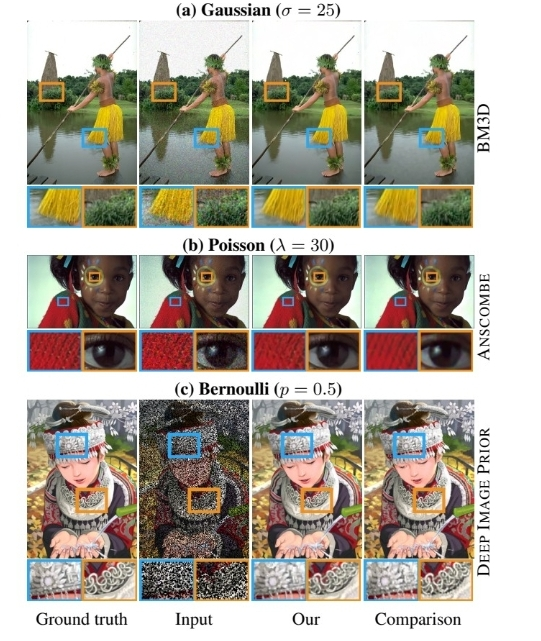 (a) Gaussian (σ = 25)
BM3D
(b) Poisson (λ = 30)
ANSCOMBE
(c) Bernoulli (p = 0.5)
DEEP IMAGE PRIOR
Ground truth Input Our Comparison